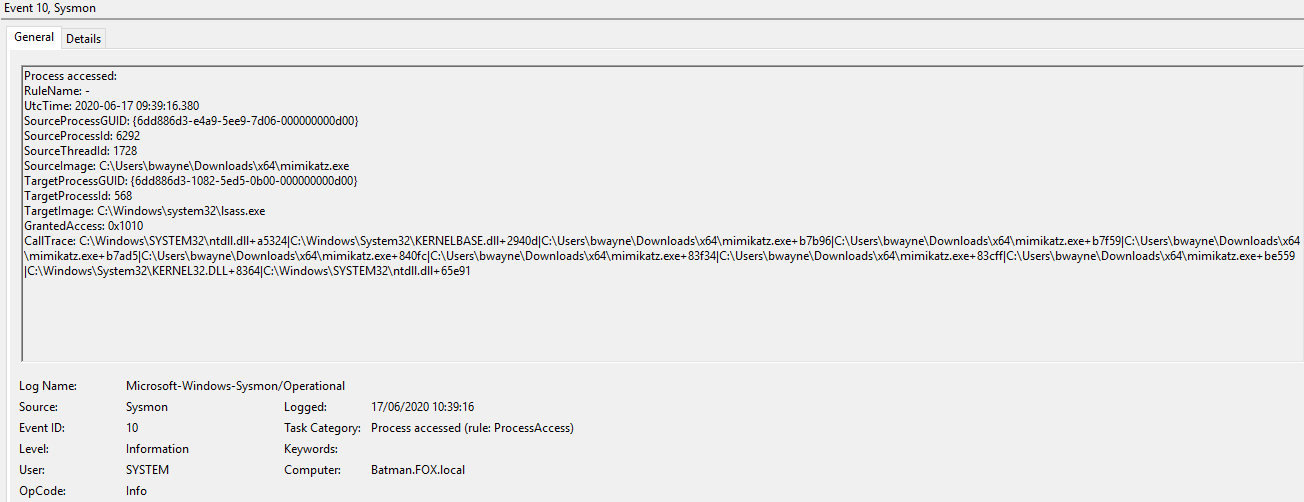 Event 10, Sysmon
General Details
Process accessed:
RuleName: -
UtcTime: 2020-06-17 09:39:16.380
SourceProcessGUID: {6dd886d3-e4a9-5ee9-7d06-000000000d00}
SourceProcessId: 6292
SourceThreadId: 1728
SourceImage: C:\Users\bwayne\Downloads\x64\mimikatz.exe
TargetProcessGUID: {6dd886d3-1082-5ed5-0b00-000000000d00}
TargetProcessId: 568
TargetImage: C:\Windows\system32\lsass.exe
GrantedAccess: 0x1010
CallTrace: C:\Windows\SYSTEM32\ntdll.dll+a5324|C:\Windows\System32\KERNELBASE.dll+2940d|C:\Users\bwayne\Downloads\x64\mimikatz.exe+b7b96|C:\Users\bwayne\Downloads\x64\mimikatz.exe+b7f59|C:\Users\bwayne\Downloads\x64
\mimikatz.exe+b7ad5|C:\Users\bwayne\Downloads\x64\mimikatz.exe+840fc|C:\Users\bwayne\Downloads\x64\mimikatz.exe+83f34|C:\Users\bwayne\Downloads\x64\mimikatz.exe+83cff|C:\Users\bwayne\Downloads\x64\mimikatz.exe+be559
|C:\Windows\System32\KERNEL32.DLL+8364|C:\Windows\SYSTEM32\ntdll.dll+65e91
Log Name: Microsoft-Windows-Sysmon/Operational
Source: Sysmon Logged: 17/06/2020 10:39:16
Event ID: 10 Task Category: Process accessed (rule: ProcessAccess)
Level: Information Keywords:
User: SYSTEM Computer: Batman.FOX.local
OpCode: Info